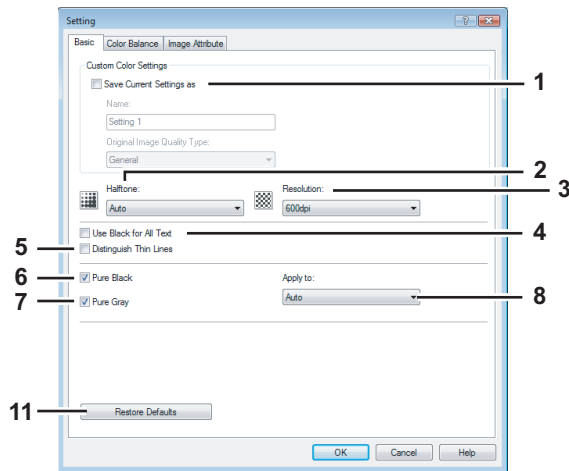 Setting
Basic Color Balance Image Attribute
Custom Color Settings
Save Current Settings as
1
Name:
Setting 1
Original Image Quality Type:
General
2
Halftone:
Resolution:
3
Auto
600dpi
Use Black for All Text
4
5
Distinguish Thin Lines
6
Pure Black
Apply to:
7
Pure Gray
Auto
8
11
Restore Defaults
OK Cancel Help